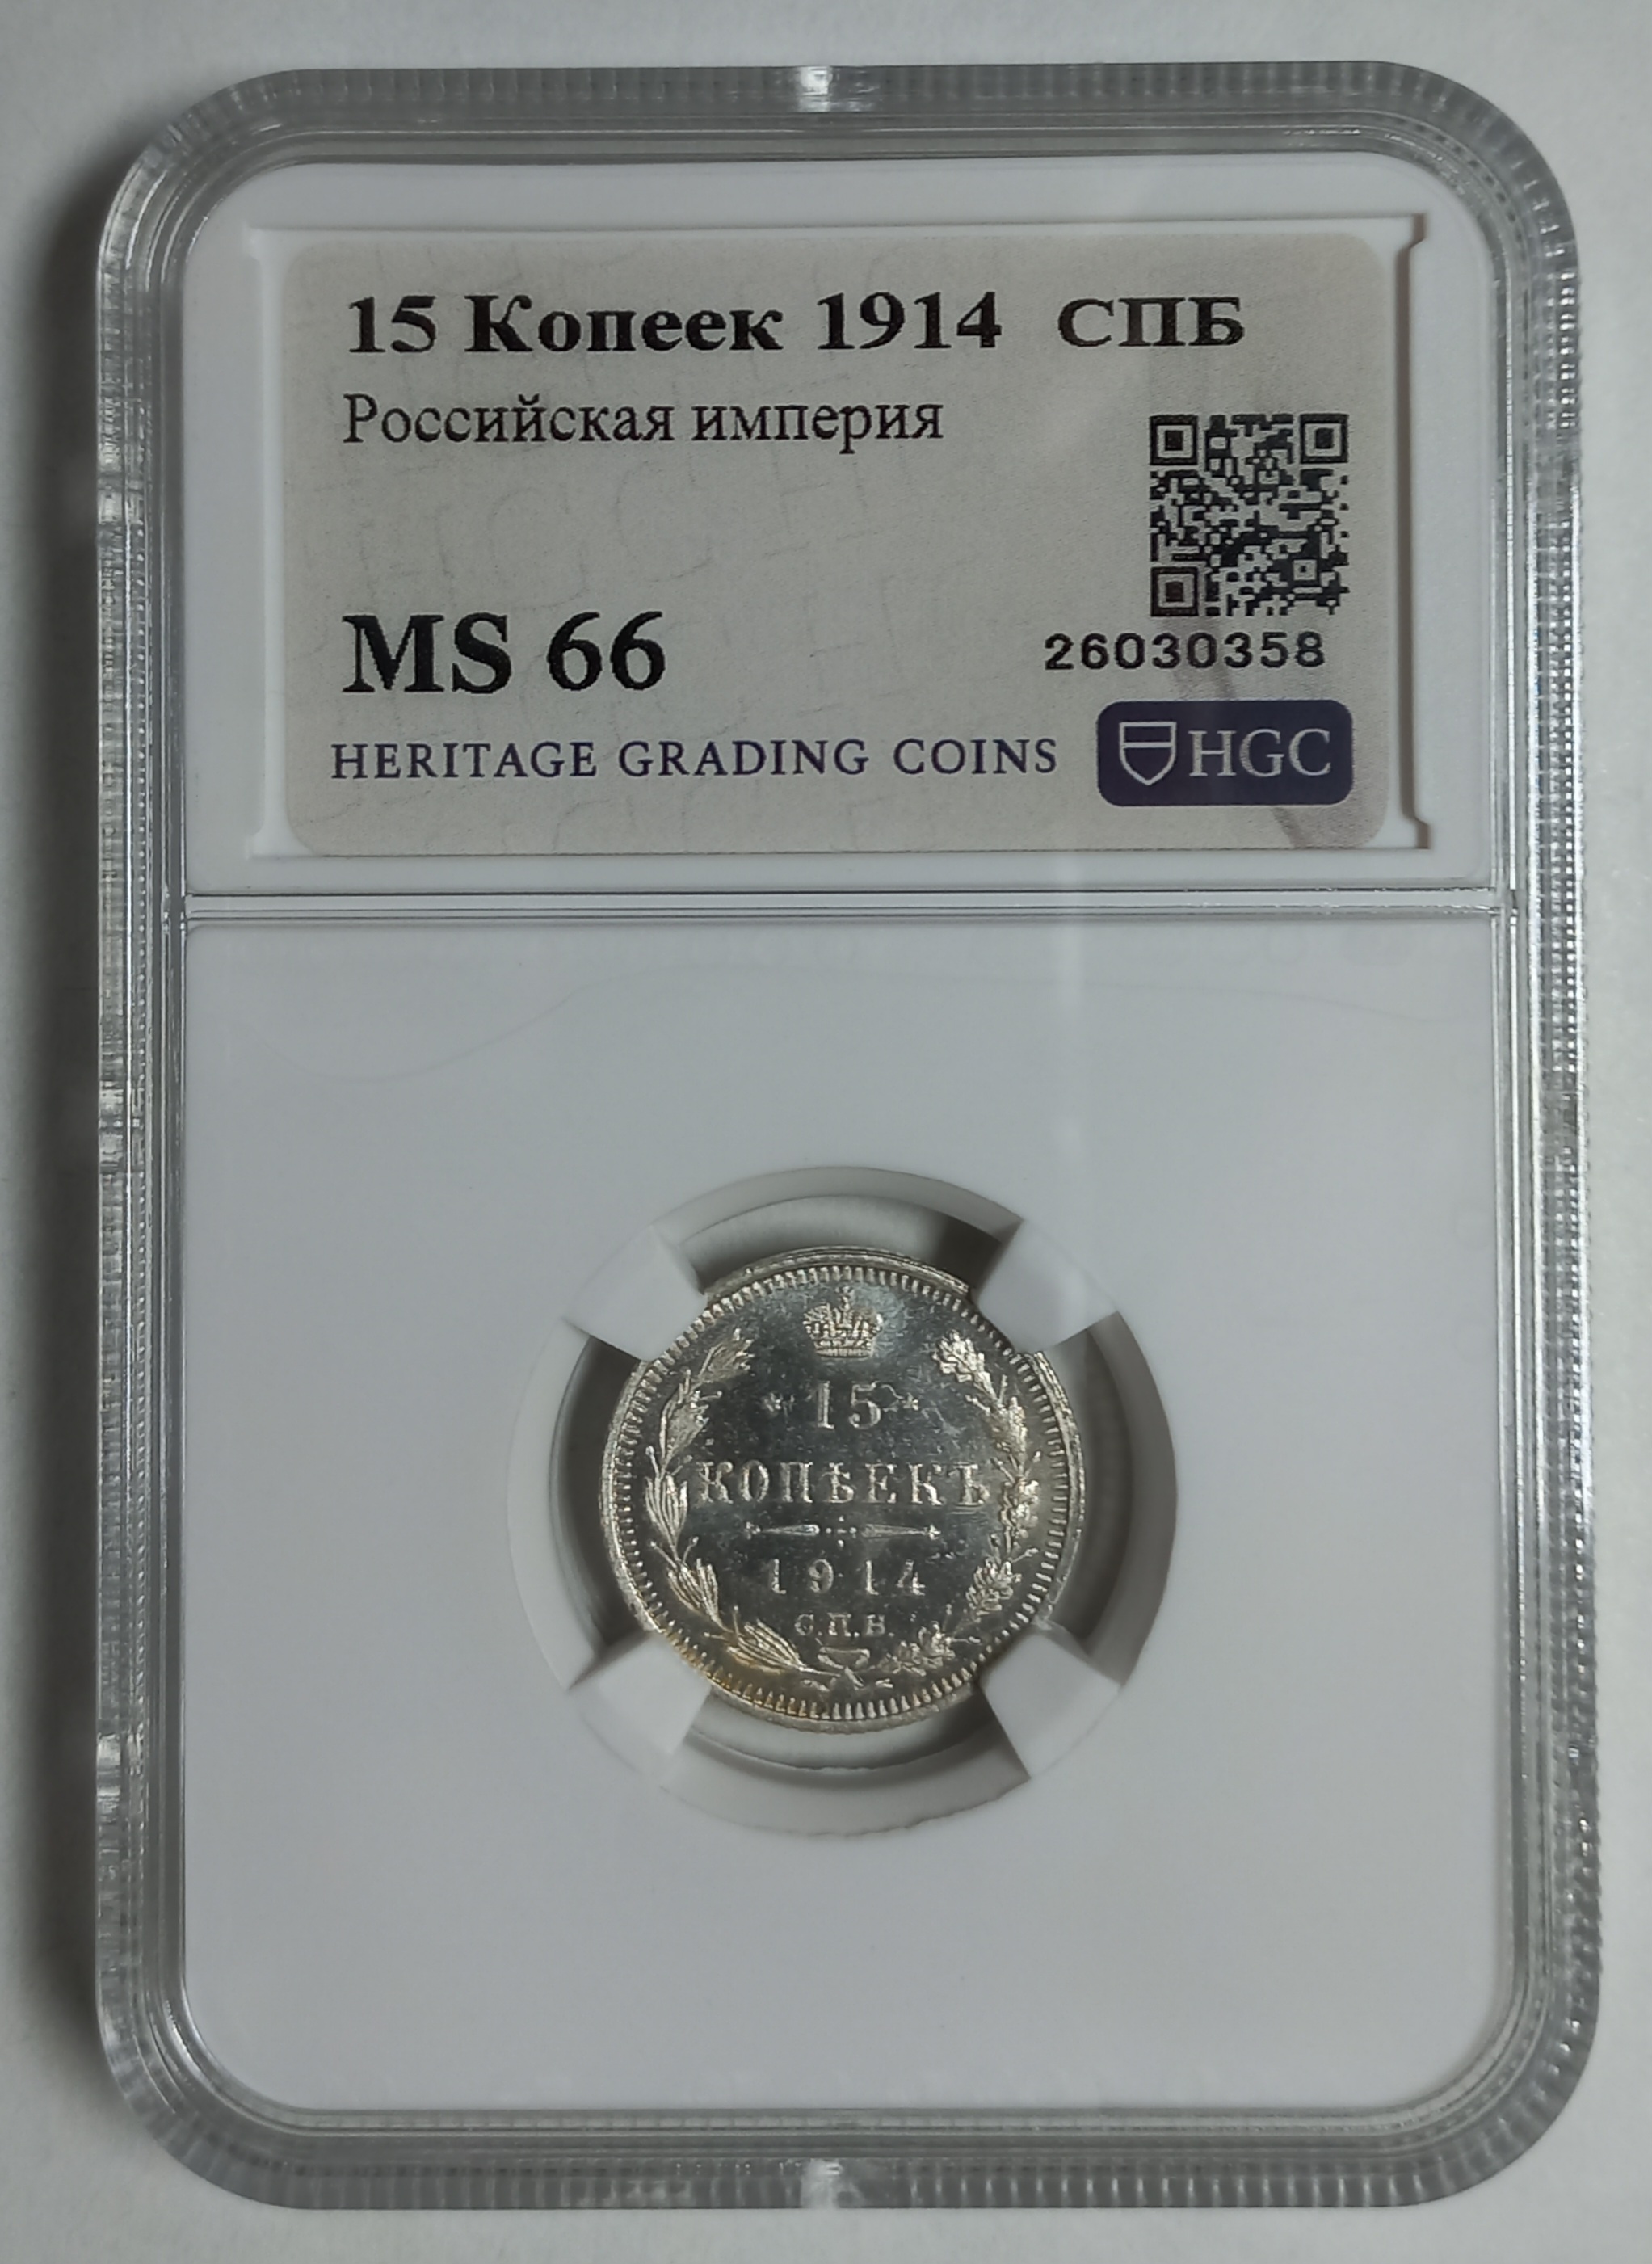 15 Копеек 1914 СПБ
Российская империя
MS 66
26030358
HERITAGE GRADING COINS HGC
* 15 *
КОПѢЕКЪ
1914
С.П.Б.